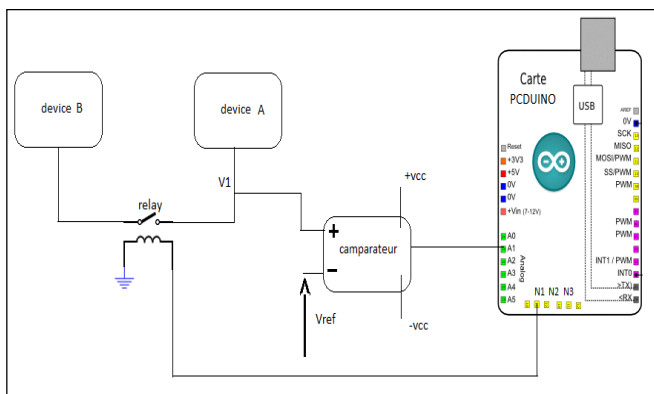 device B
device A
V1
relay
+vcc
+
camparateur
−
Vref
-vcc
Carte
PCDUINO
USB
Reset
+3V3
+5V
0V
0V
+Vin (7-12V)
A0
A1
A2
A3
A4
A5
Analog
N1 N2 N3
AREF
0V
SCK
MISO
MOSI/PWM
SS/PWM
PWM
PWM
PWM
INT1 / PWM
INT0
>TX)
<RX